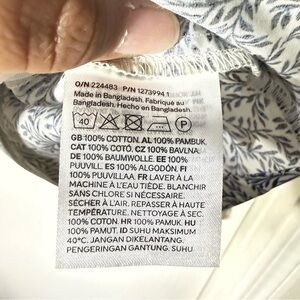 O/N 224483 P/N 1273994.1
Made in Bangladesh. Fabriqué au
Bangladesh. Hecho en Bangladesh.
40 P
GB 100% COTTON. AL 100% PAMBUK.
CAT 100% COTÓ. CZ 100% BAVLNA.
DE 100% BAUMWOLLE. EE 100%
PUUVILL. ES 100% ALGODÓN. FI
100% PUUVILLAA. FR LAVER À LA
MACHINE À L'EAU TIÈDE. BLANCHIR
SANS CHLORE SI NÉCESSAIRE.
SÉCHER À L'AIR. REPASSER À HAUTE
TEMPÉRATURE. NETTOYAGE À SEC.
100% COTON. HR 100% PAMUK. HU
100% PAMUT. ID SUHU MAKSIMUM
40°C. JANGAN DIKELANTANG.
PENGERINGAN GANTUNG. SUHU